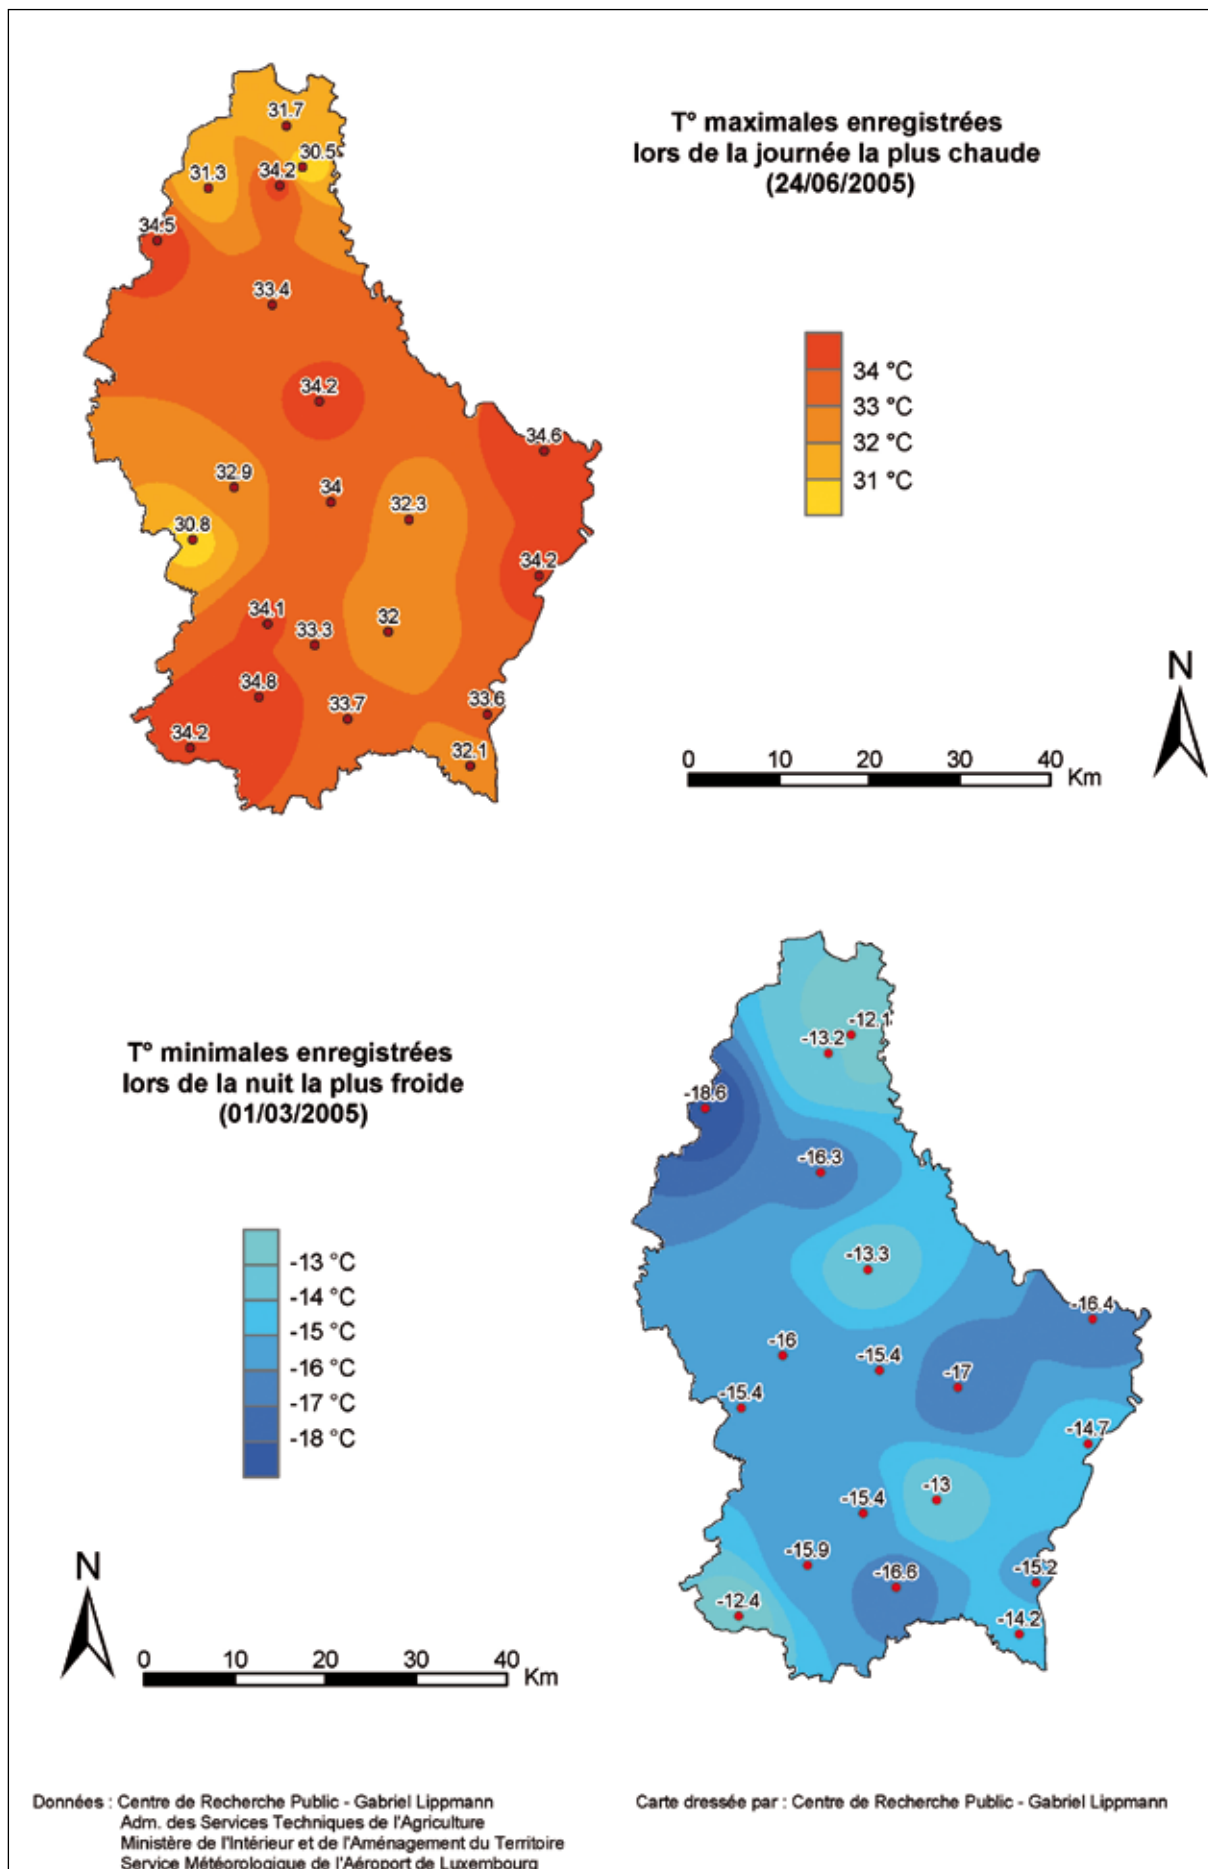 T° maximales enregistrées
lors de la journée la plus chaude
(24/06/2005)
31.7
30.5
31.3
34.2
34.5
33.4
34.2
34.6
32.9
34
32.3
30.8
34.2
34.1
33.3
32
34.8
33.7
33.6
34.2
32.1
34 °C
33 °C
32 °C
31 °C
N
0 10 20 30 40
Km
T° minimales enregistrées
lors de la nuit la plus froide
(01/03/2005)
-12.1
-13.2
-18.6
-16.3
-13.3
-16.4
-16
-15.4
-17
-15.4
-14.7
-13
-15.4
-15.9
-16.6
-15.2
-12.4
-14.2
-13 °C
-14 °C
-15 °C
-16 °C
-17 °C
-18 °C
N
0 10 20 30 40
Km
Données : Centre de Recherche Public - Gabriel Lippmann
Adm. des Services Techniques de l'Agriculture
Ministère de l'Intérieur et de l'Aménagement du Territoire
Service Météorologique de l'Aéroport de Luxembourg
Carte dressée par : Centre de Recherche Public - Gabriel Lippmann